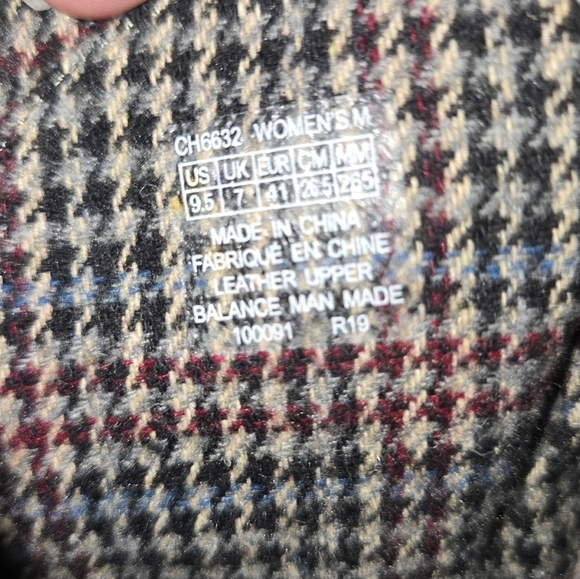 CH6632 WOMEN'S M
US UK EUR CM MM
9.5 7 41 26.5 265
MADE IN CHINA
FABRIQUÉ EN CHINE
LEATHER UPPER
BALANCE MAN MADE
100091 R19